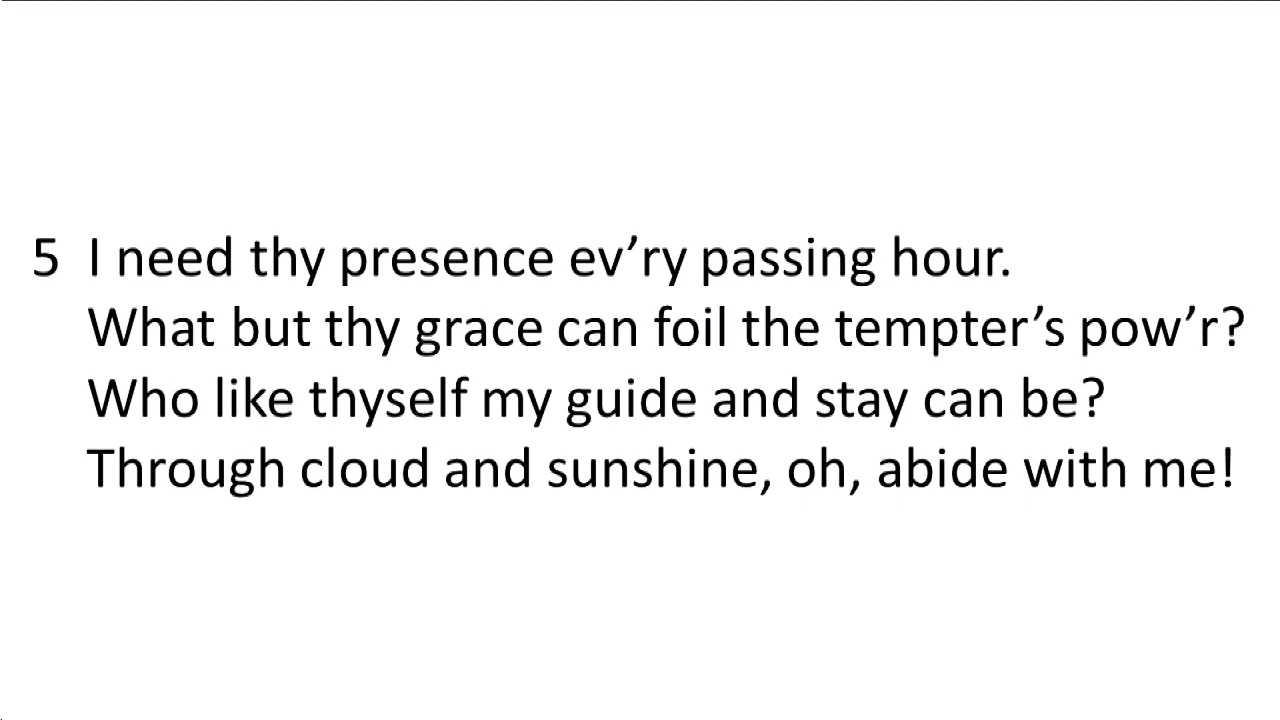 5 I need thy presence ev’ry passing hour.
What but thy grace can foil the tempter’s pow’r?
Who like thyself my guide and stay can be?
Through cloud and sunshine, oh, abide with me!